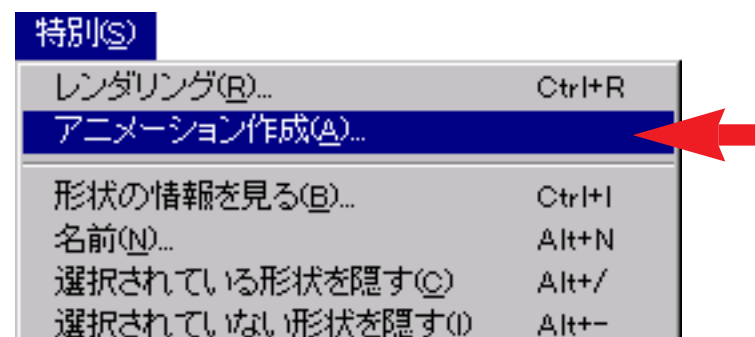 特別(S)
レンダリング(R)... Ctrl+R
アニメーション作成(A)...
形状の情報を見る(B)... Ctrl+I
名前(N)... Alt+N
選択されている形状を隠す(C) Alt+/
選択されていない形状を隠す(I) Alt+-